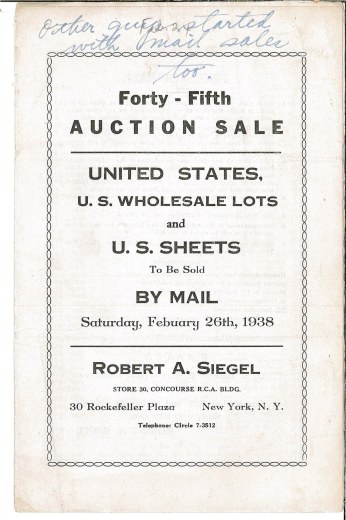 Other guys started
with mail sales
too.
Forty - Fifth
AUCTION SALE
UNITED STATES,
U. S. WHOLESALE LOTS
and
U. S. SHEETS
To Be Sold
BY MAIL
Saturday, Febuary 26th, 1938
ROBERT A. SIEGEL
STORE 30, CONCOURSE R.C.A. BLDG.
30 Rockefeller Plaza New York, N. Y.
Telephone: Circle 7-3512